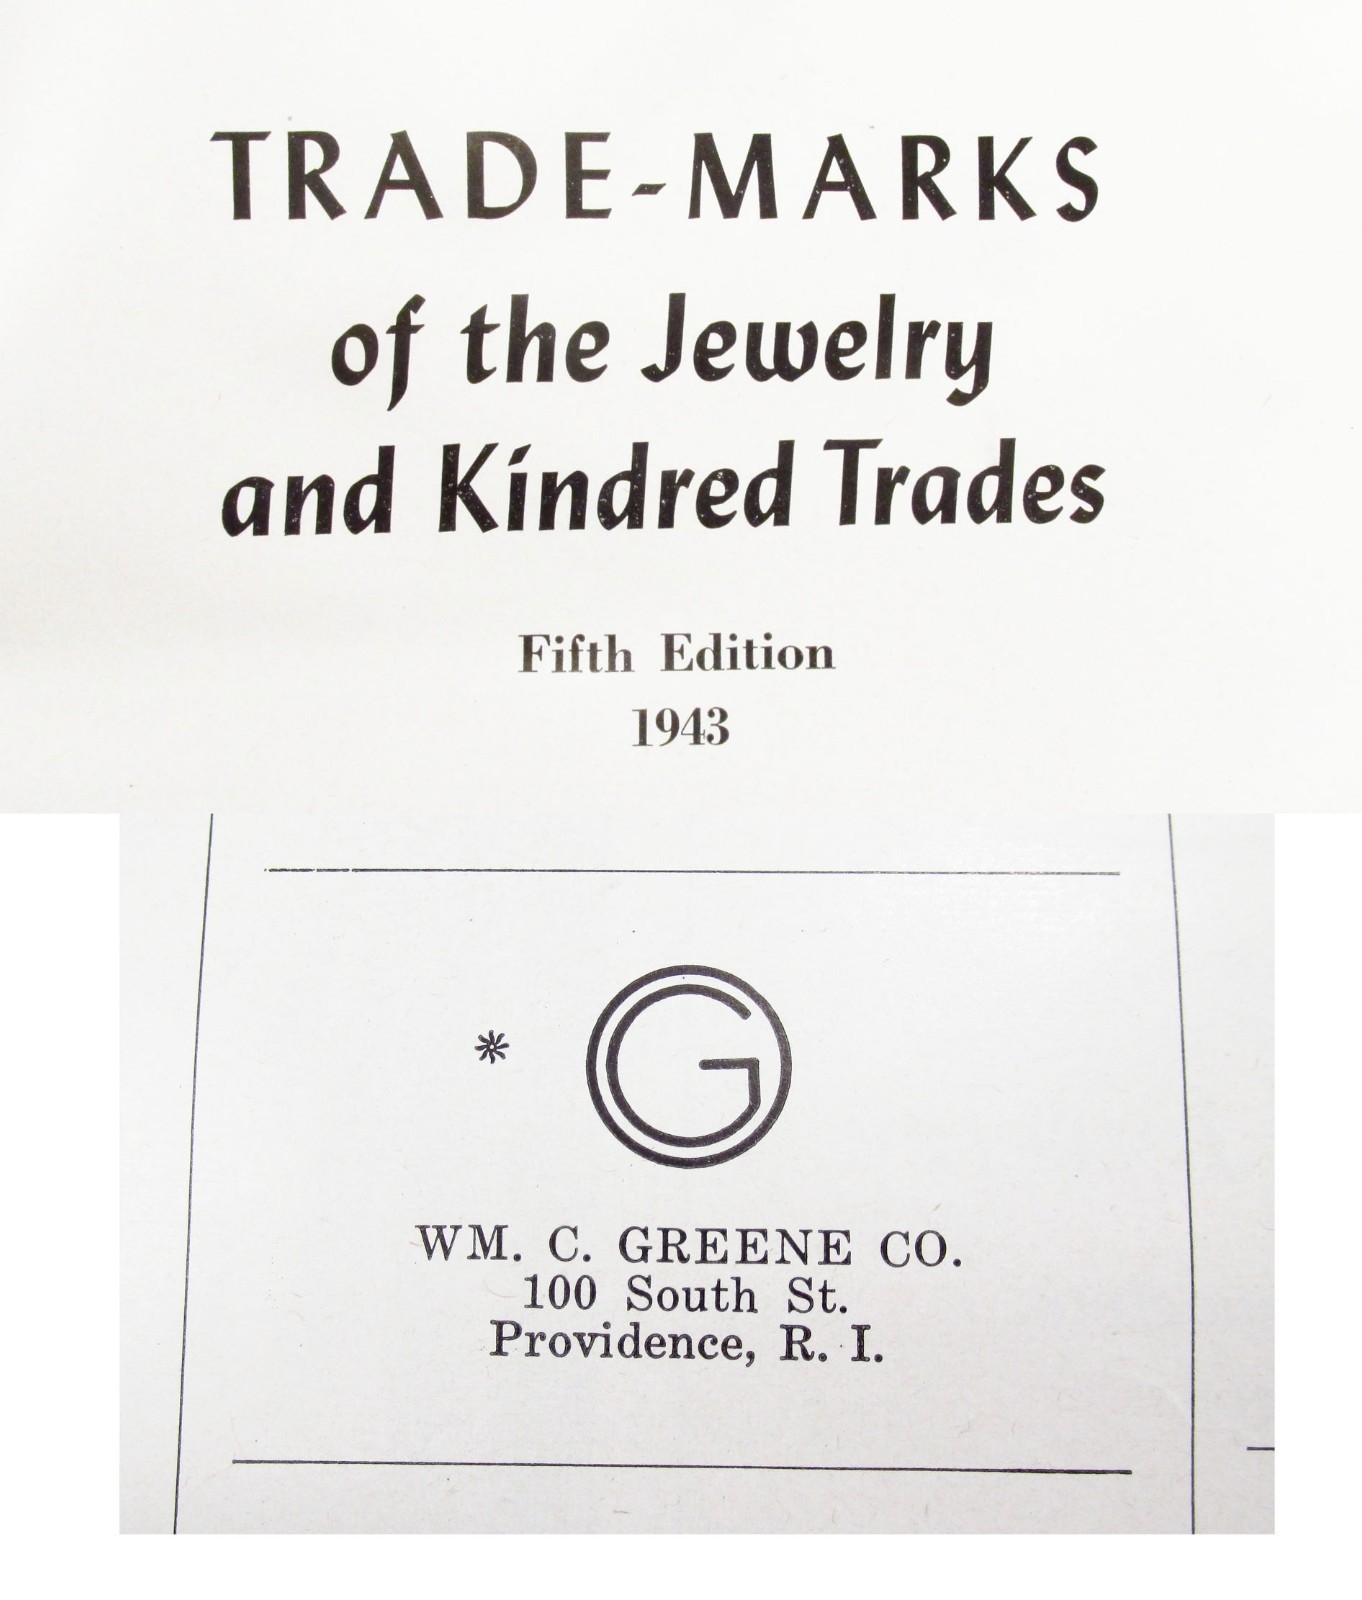 TRADE-MARKS
of the Jewelry
and Kindred Trades
Fifth Edition
1943
* G
WM. C. GREENE CO.
100 South St.
Providence, R. I.